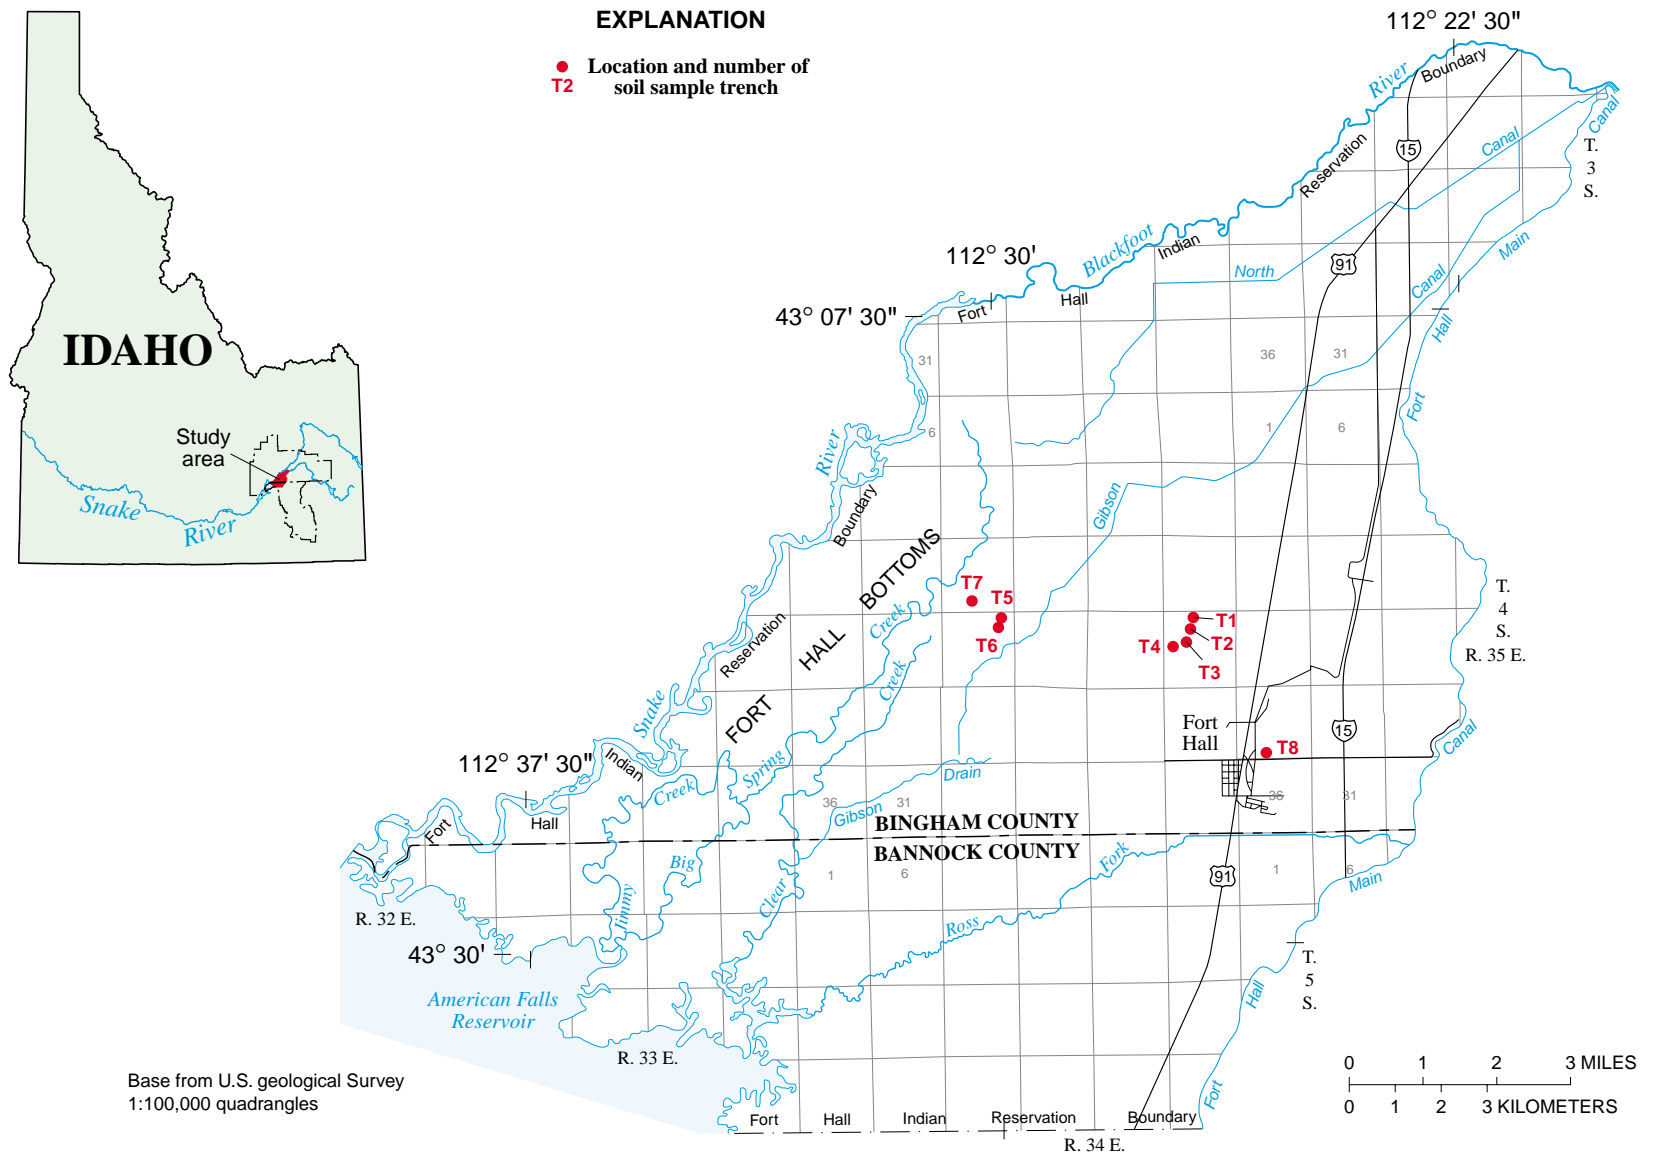 EXPLANATION
T2
Location and number of
soil sample trench
112° 22' 30"
River
Boundary
Reservation
15
Canal
Canal
T.
3
S.
Main
112° 30'
Blackfoot
Indian
91
North
Canal
Hall
43° 07' 30"
Fort
Hall
IDAHO
31
36
31
Fort
6
1
6
Study
area
River
Snake
River
Boundary
Gibson
BOTTOMS
T7
T5
T6
Creek
T1
T2
T4
T3
T.
4
S.
R. 35 E.
Reservation
HALL
Creek
Snake
FORT
Fort
Hall
15
T8
Canal
112° 37' 30"
Indian
Spring
Drain
Creek
36
31
36
31
Fort
Hall
Gibson
BINGHAM COUNTY
BANNOCK COUNTY
Big
Fork
1
6
91
1
6
Main
Jimmy
Clear
R. 32 E.
Ross
43° 30'
T.
5
S.
Hall
American Falls
Reservoir
R. 33 E.
Fort
0 1 2 3 MILES
0 1 2 3 KILOMETERS
Base from U.S. geological Survey
1:100,000 quadrangles
Fort Hall Indian Reservation Boundary
R. 34 E.